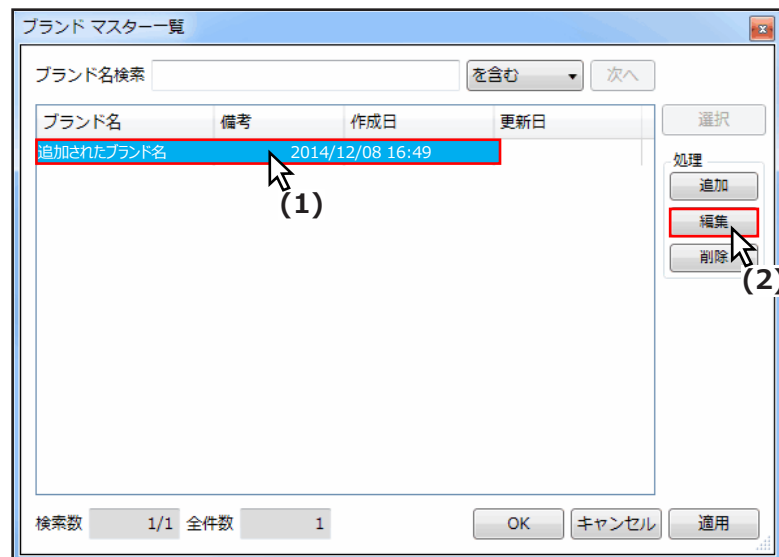 ブランド マスター一覧
ブランド名検索 を含む 次へ
ブランド名 備考 作成日 更新日 選択
追加されたブランド名 2014/12/08 16:49
処理
追加
(1)
編集
削除
(2)
検索数 1/1 全件数 1 OK キャンセル 適用